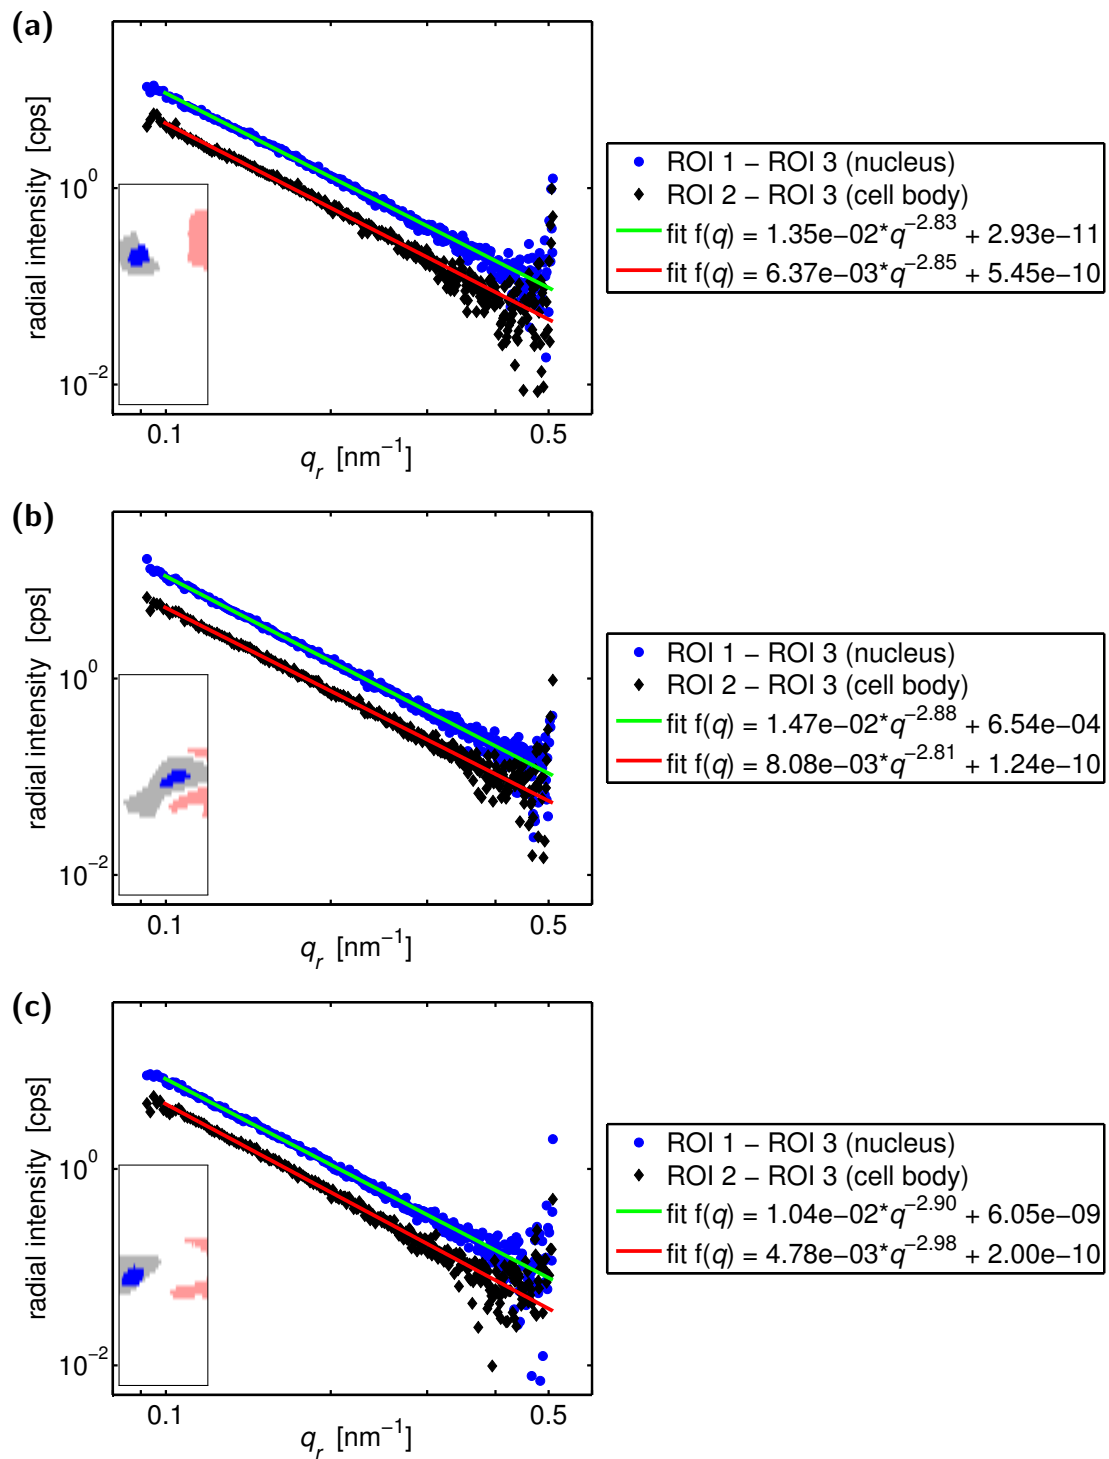 (a)
radial intensity [cps]
10⁰
10⁻²
0.1
0.5
q_r [nm⁻¹]
ROI 1 − ROI 3 (nucleus)
ROI 2 − ROI 3 (cell body)
fit f(q) = 1.35e−02*q^−2.83 + 2.93e−11
fit f(q) = 6.37e−03*q^−2.85 + 5.45e−10
(b)
radial intensity [cps]
10⁰
10⁻²
0.1
0.5
q_r [nm⁻¹]
ROI 1 − ROI 3 (nucleus)
ROI 2 − ROI 3 (cell body)
fit f(q) = 1.47e−02*q^−2.88 + 6.54e−04
fit f(q) = 8.08e−03*q^−2.81 + 1.24e−10
(c)
radial intensity [cps]
10⁰
10⁻²
0.1
0.5
q_r [nm⁻¹]
ROI 1 − ROI 3 (nucleus)
ROI 2 − ROI 3 (cell body)
fit f(q) = 1.04e−02*q^−2.90 + 6.05e−09
fit f(q) = 4.78e−03*q^−2.98 + 2.00e−10